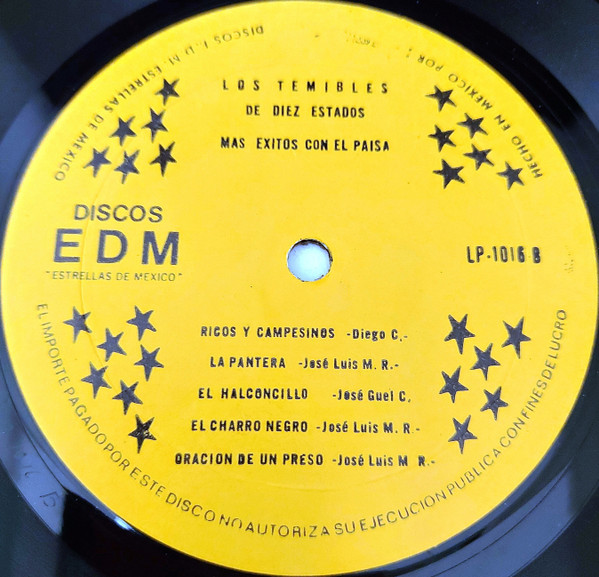 DISCOS E D M ESTRELLAS DE MEXICO
HECHO EN MEXICO POR
LOS TEMIBLES
DE DIEZ ESTADOS
MAS EXITOS CON EL PAISA
DISCOS
EDM
"ESTRELLAS DE MEXICO"
LP-1016-B
RICOS Y CAMPESINOS -Diego C.-
LA PANTERA -José Luis M. R.-
EL HALCONCILLO -José Guel C.
EL CHARRO NEGRO -José Luis M. R.-
ORACION DE UN PRESO -José Luis M R.-
EL IMPORTE PAGADO POR ESTE DISCO NO AUTORIZA SU EJECUCION PUBLICA CON FINES DE LUCRO